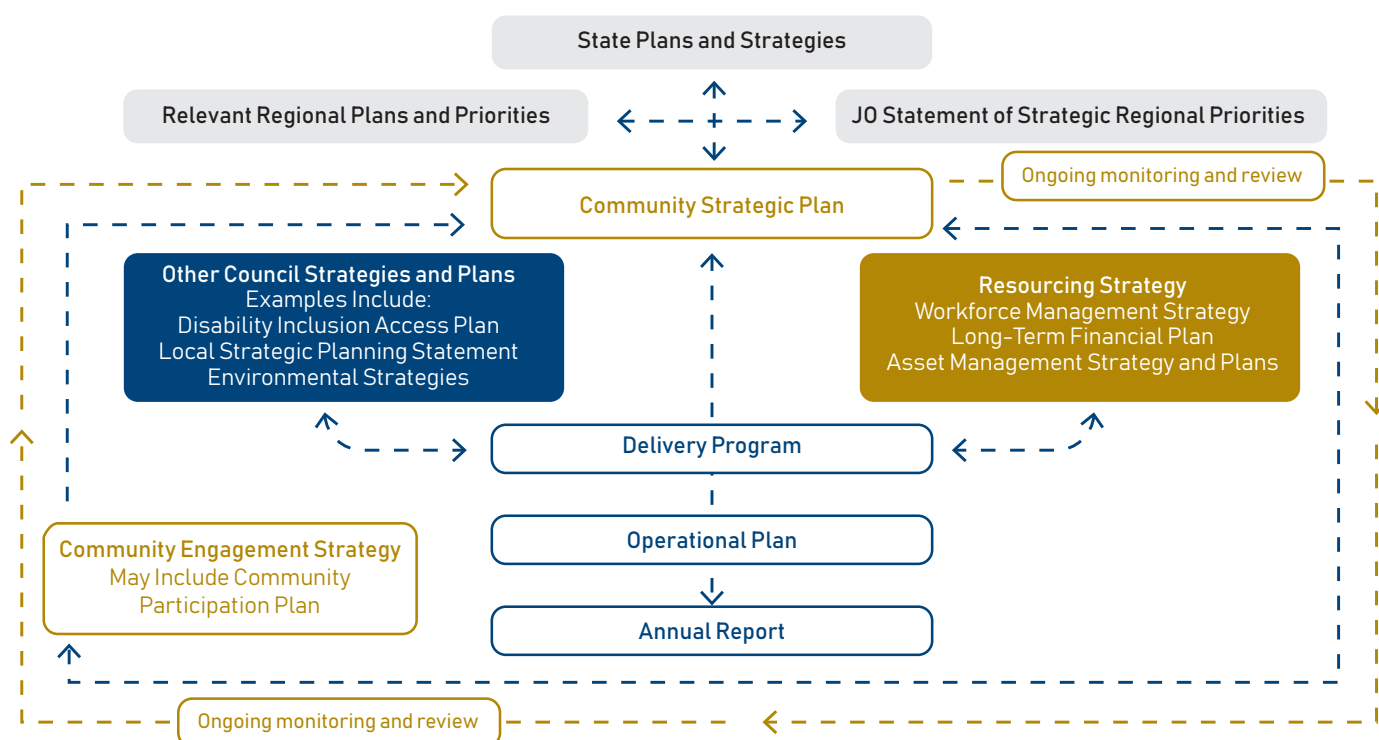 State Plans and Strategies
Relevant Regional Plans and Priorities
JO Statement of Strategic Regional Priorities
Ongoing monitoring and review
Community Strategic Plan
Other Council Strategies and Plans
Examples Include:
Disability Inclusion Access Plan
Local Strategic Planning Statement
Environmental Strategies
Resourcing Strategy
Workforce Management Strategy
Long-Term Financial Plan
Asset Management Strategy and Plans
Delivery Program
Operational Plan
Community Engagement Strategy
May Include Community
Participation Plan
Annual Report
Ongoing monitoring and review